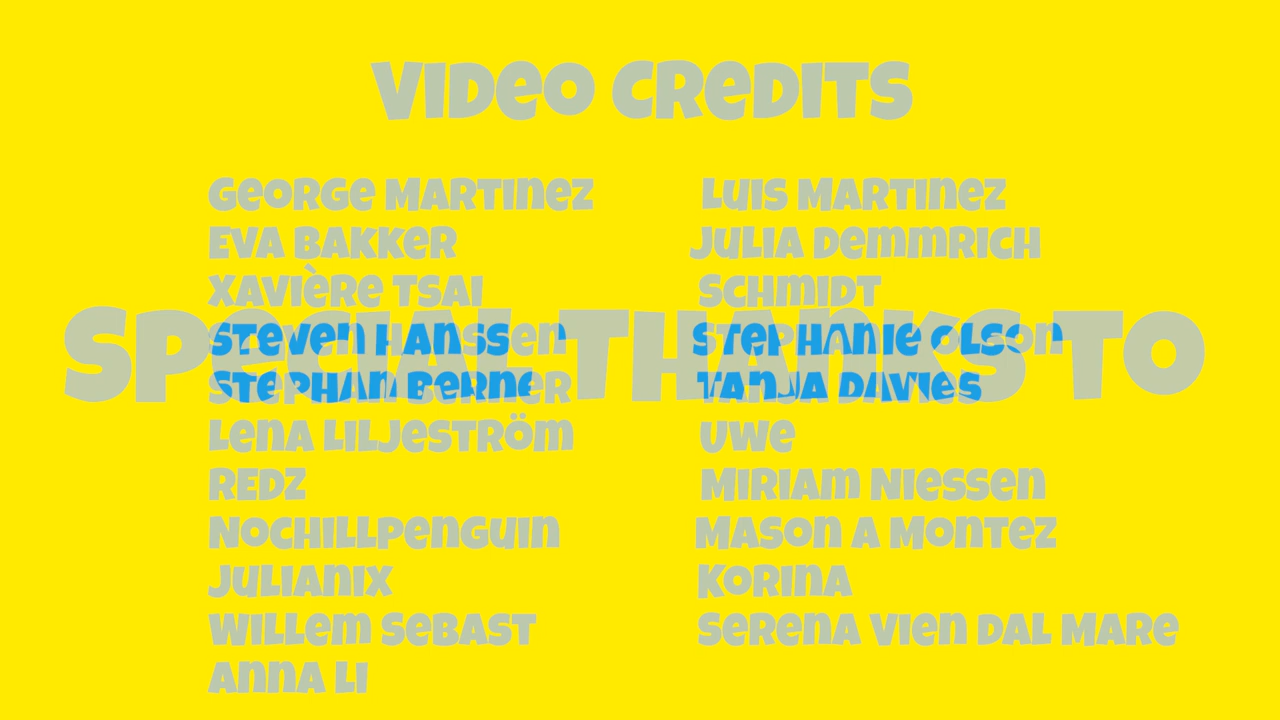 VIDEO CREDITS
GEORGE MARTINEZ
EVA BAKKER
XAVIÈRE TSAI
STEVEN HANSSEN
STEPHAN BERNER
LENA LILJESTRÖM
REDZ
NOCHILLPENGUIN
JULIANIX
WILLEM SEBAST
ANNA LI
LUIS MARTINEZ
JULIA DEMMRICH
SCHMIDT
STEPHANIE OLSON
TANJA DAVIES
UWE
MIRIAM NIESSEN
MASON A MONTEZ
KORINA
SERENA VIEN DAL MARE
SPECIAL THANKS TO